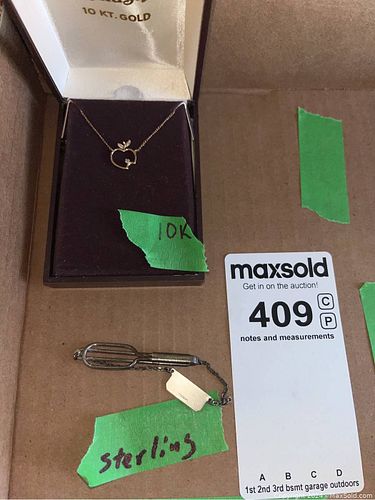 10 KT. GOLD
10K
maxsold
Get in on the auction!
409 C
P
notes and measurements
sterling
A B C D
1st 2nd 3rd bsmt garage outdoors